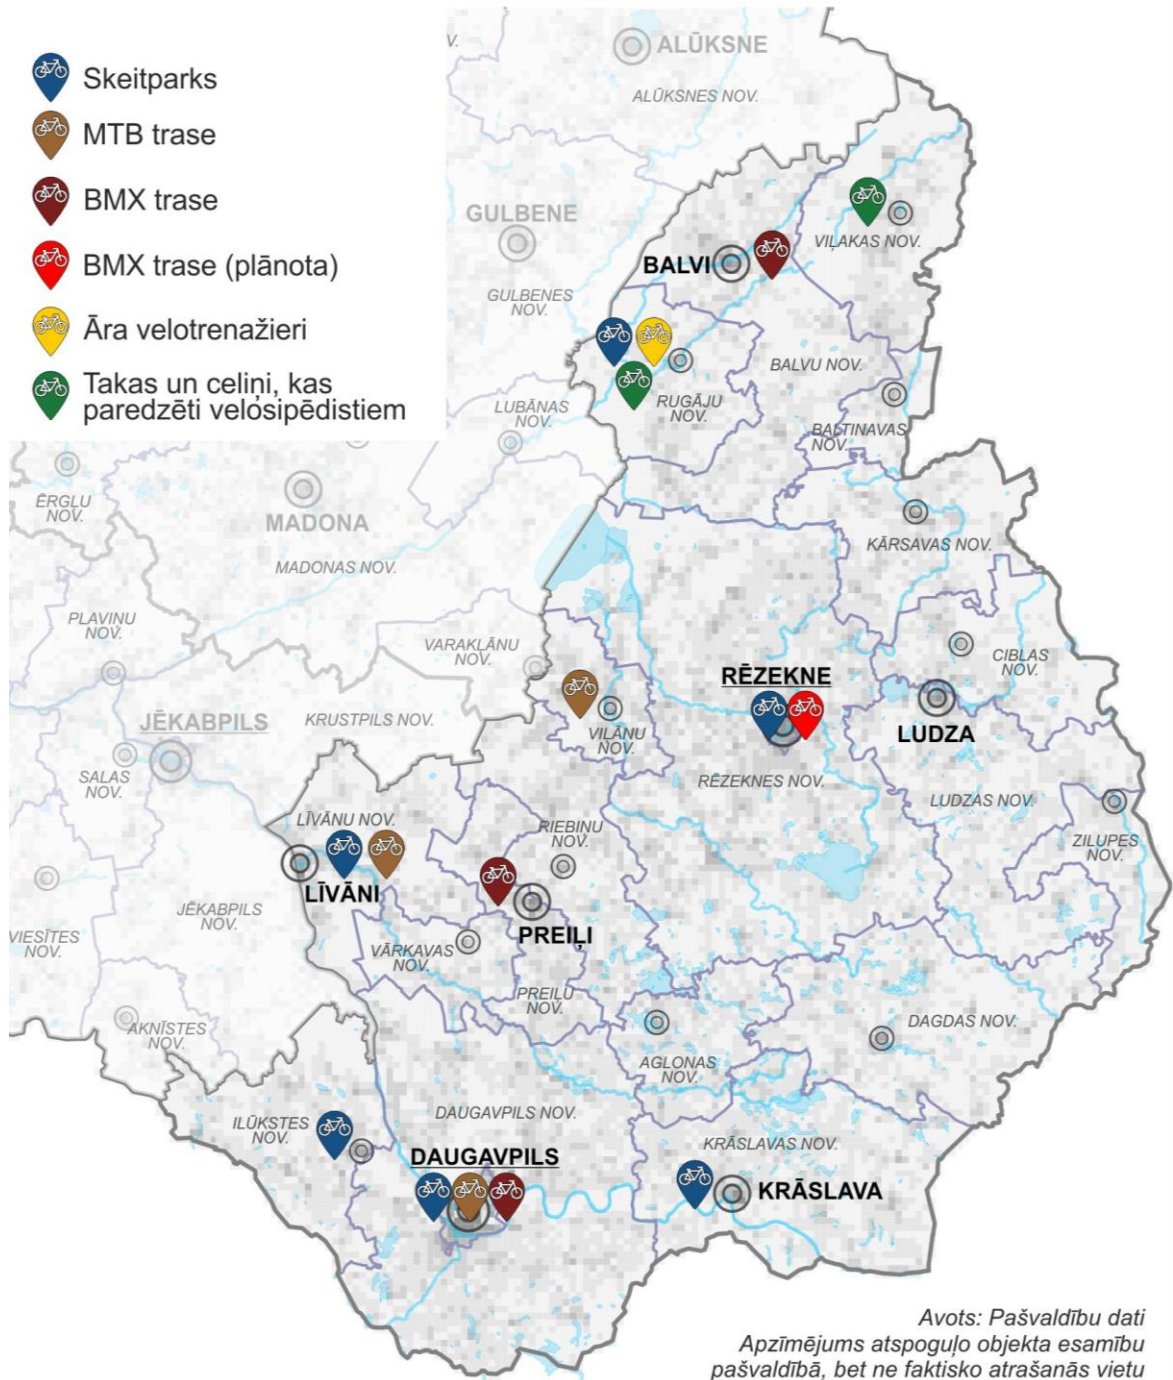 Skeitparks
MTB trase
BMX trase
BMX trase (plānota)
Āra velotrenažieri
Takas un celiņi, kas
paredzēti velosipēdistiem
V.
ALŪKSNE
ALŪKSNES NOV.
GULBENE
VIĻAKAS NOV.
BALVI
GULBENES
NOV.
BALVU NOV.
RUGĀJU
NOV.
LUBĀNAS
NOV.
BALTINAVAS
NOV.
ĒRGĻU
NOV.
MADONA
KĀRSAVAS NOV.
MADONAS NOV.
PĻAVIŅU
NOV.
VARAKĻĀNU
NOV.
CIBLAS
NOV.
RĒZEKNE
JĒKABPILS
KRUSTPILS NOV.
VIĻĀNU
NOV.
LUDZA
SALAS
NOV.
RĒZEKNES NOV.
LUDZAS NOV.
LĪVĀNU NOV.
RIEBIŅU
NOV.
ZILUPES
NOV.
LĪVĀNI
JĒKABPILS
NOV.
PREIĻI
VIESĪTES
NOV.
VĀRKAVAS
NOV.
PREIĻU
NOV.
DAGDAS NOV.
AKNĪSTES
NOV.
AGLONAS
NOV.
ILŪKSTES
NOV.
DAUGAVPILS NOV.
KRĀSLAVAS NOV.
DAUGAVPILS
KRĀSLAVA
Avots: Pašvaldību dati
Apzīmējums atspoguļo objekta esamību
pašvaldībā, bet ne faktisko atrašanās vietu